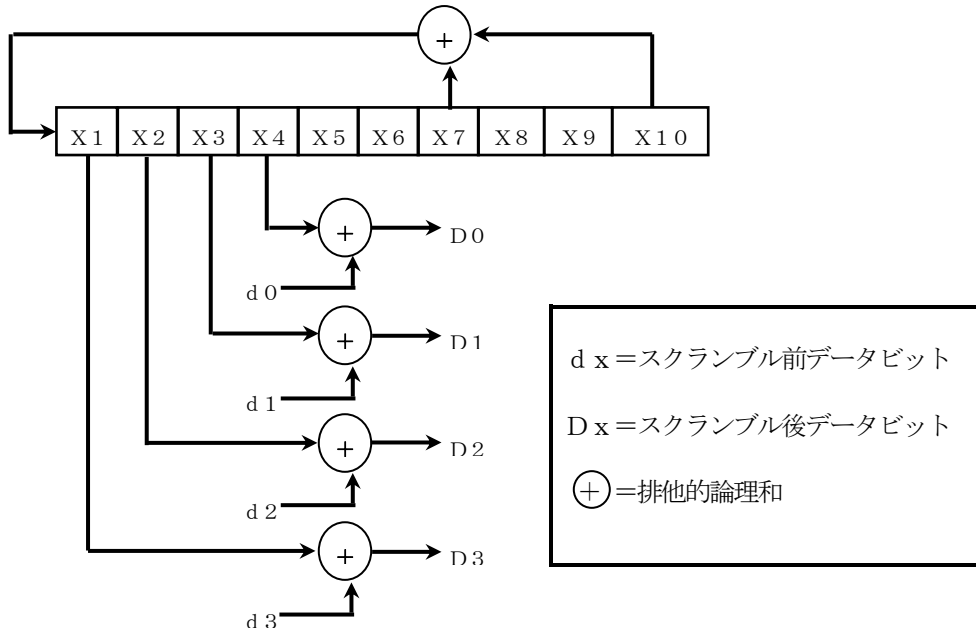 +
X1 X2 X3 X4 X5 X6 X7 X8 X9 X10
+ D0
d0
+ D1
d1
+ D2
d2
+ D3
d3
dx＝スクランブル前データビット
Dx＝スクランブル後データビット
+＝排他的論理和